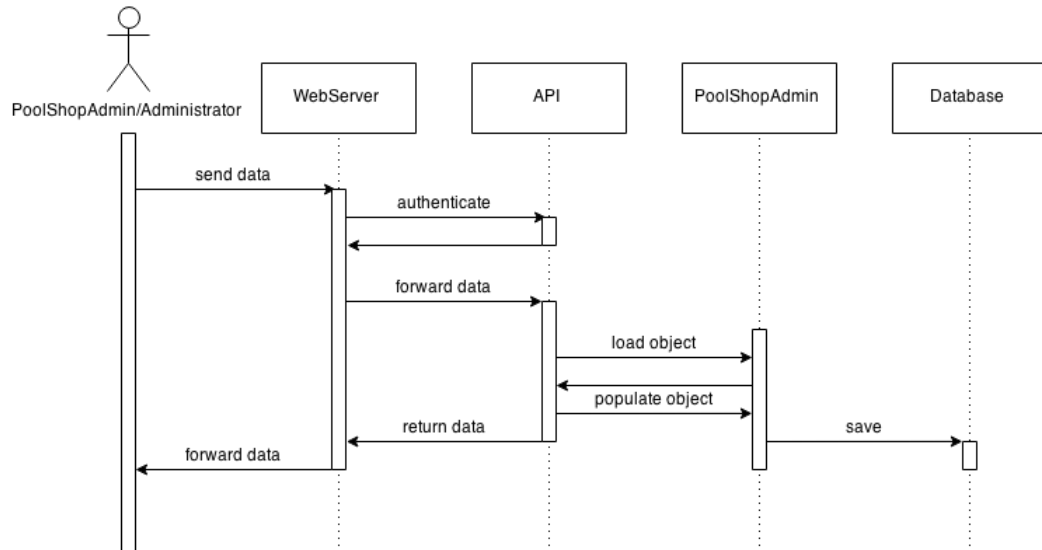 PoolShopAdmin/Administrator
WebServer
API
PoolShopAdmin
Database
send data
authenticate
forward data
load object
populate object
return data
save
forward data